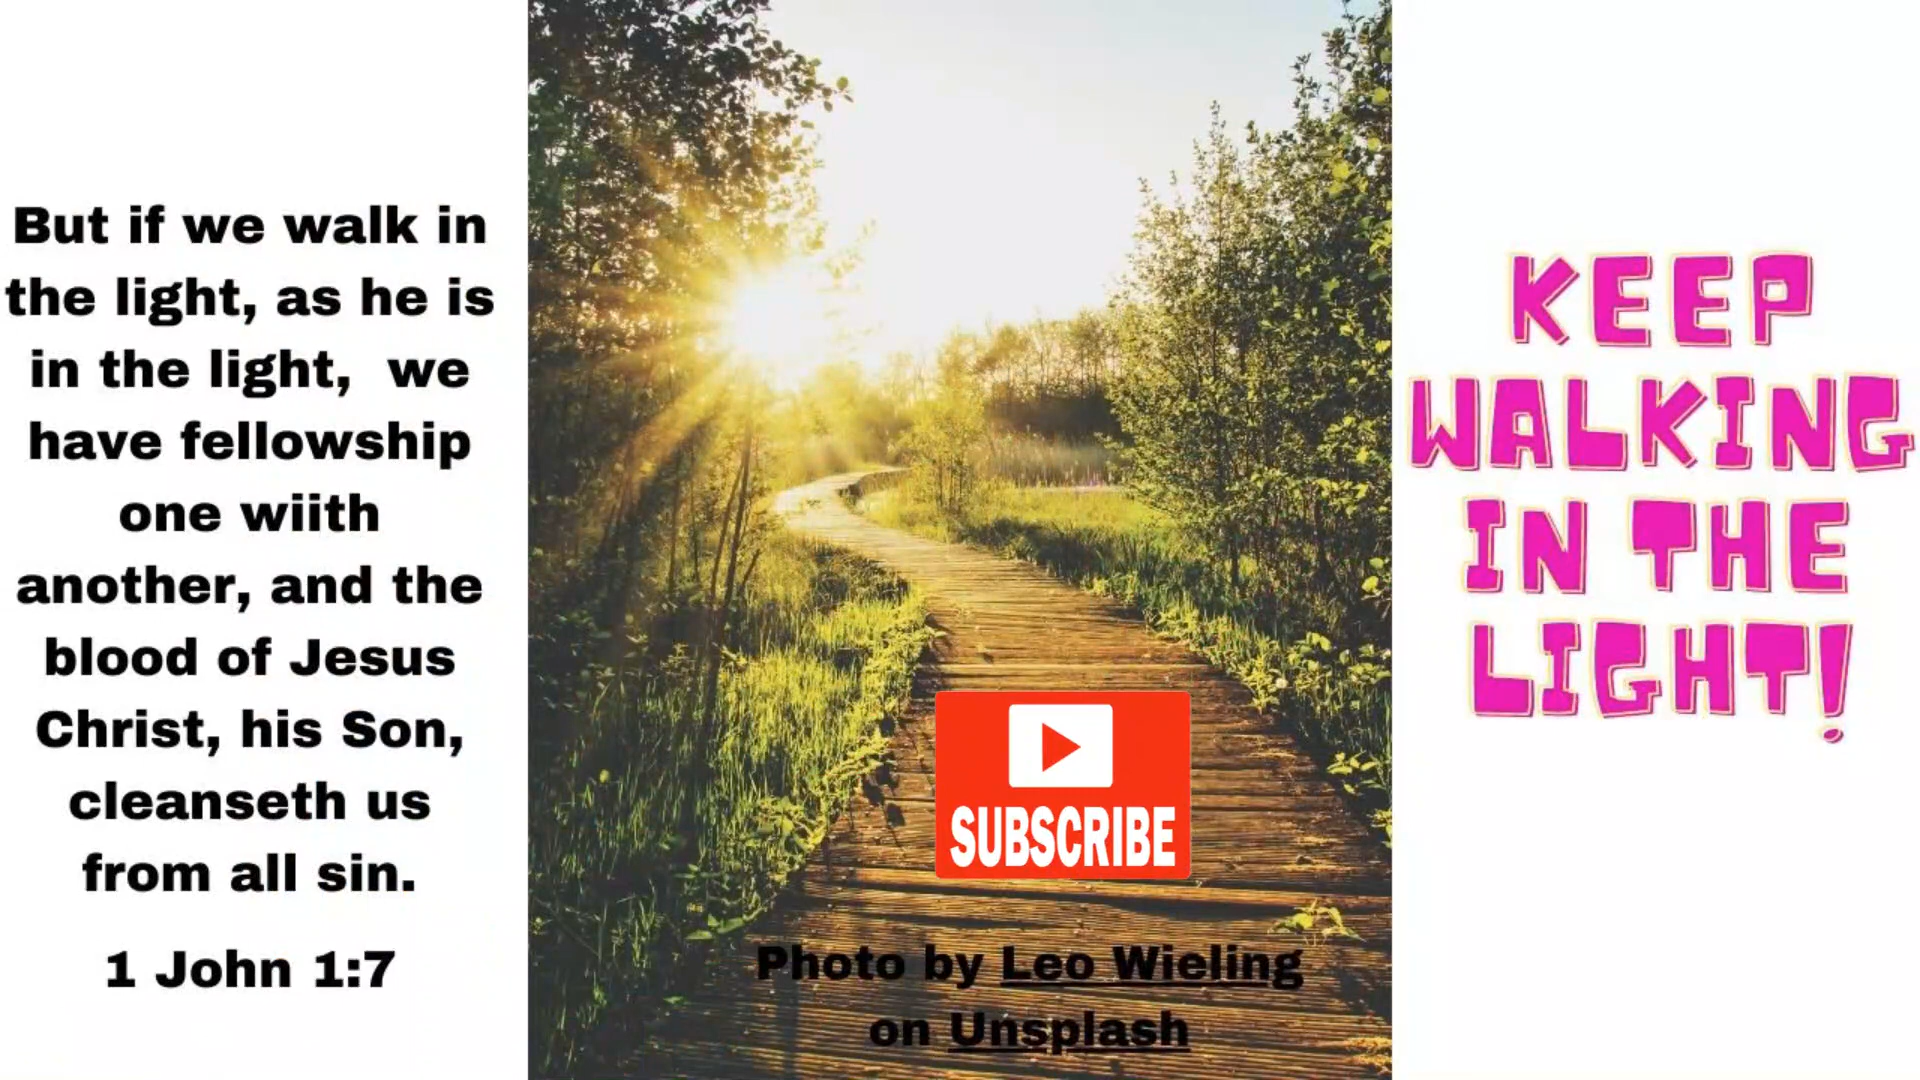 But if we walk in
the light, as he is
in the light,  we
have fellowship
one wiith
another, and the
blood of Jesus
Christ, his Son,
cleanseth us
from all sin.
1 John 1:7
SUBSCRIBE
Photo by Leo Wieling
on Unsplash
KEEP
WALKING
IN THE
LIGHT!